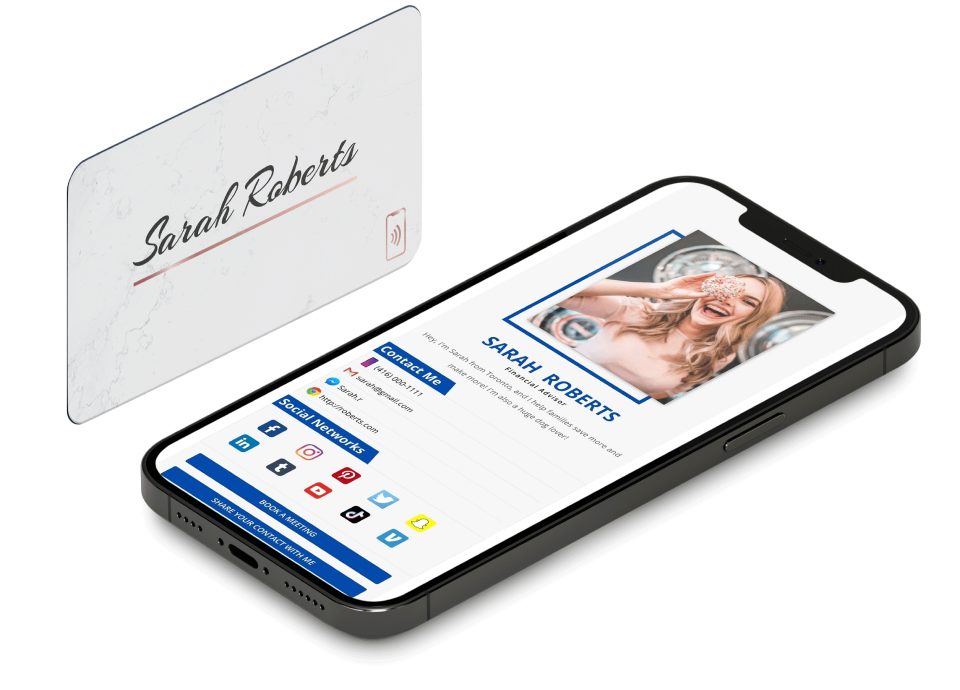 Sarah Roberts
SARAH ROBERTS
Financial Advisor
Hey, I'm Sarah from Toronto, and I help families save more and
make more! I'm also a huge dog lover!
Contact Me
(416) 000-1111
sarah@gmail.com
Sarah.r
http://roberts.com
Social Networks
BOOK A MEETING
SHARE YOUR CONTACT WITH ME